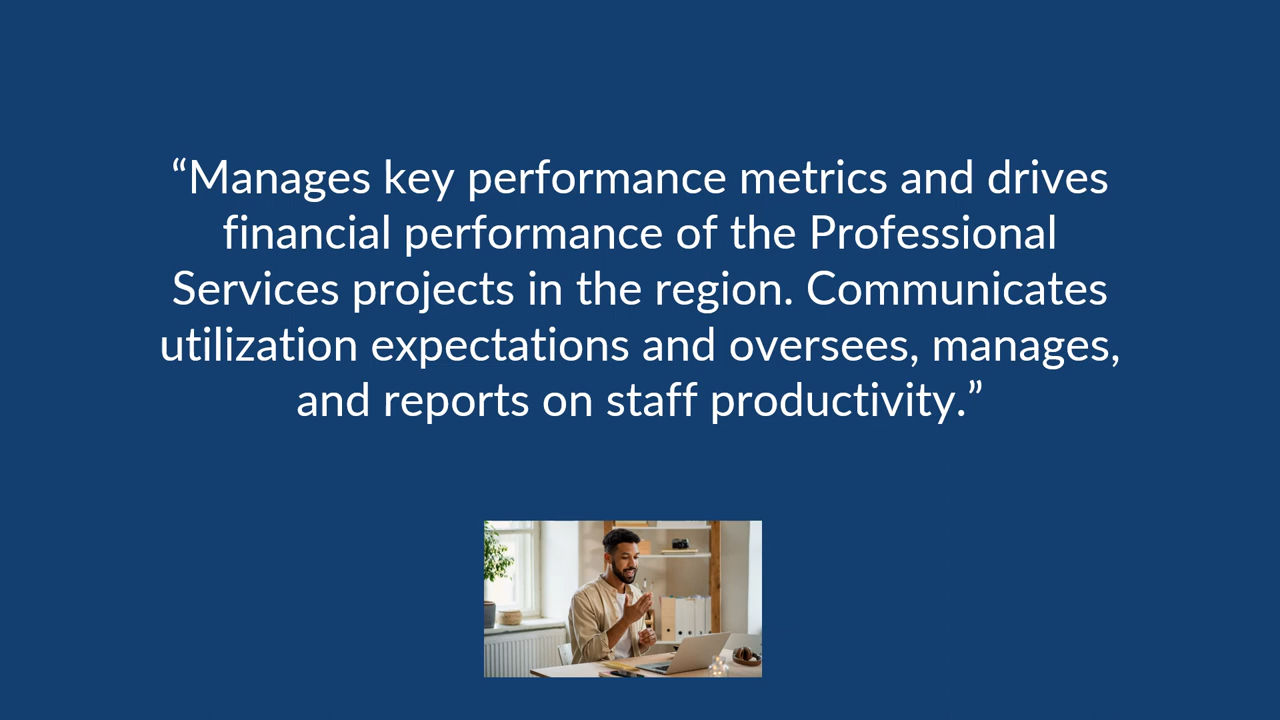 “Manages key performance metrics and drives
financial performance of the Professional
Services projects in the region. Communicates
utilization expectations and oversees, manages,
and reports on staff productivity.”